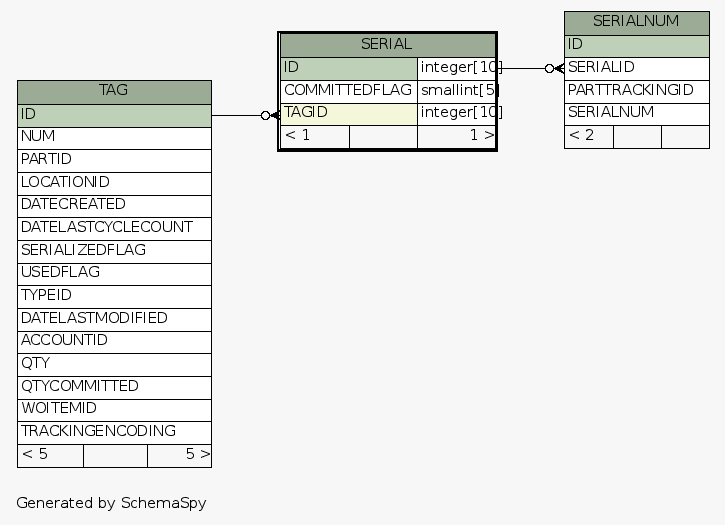 TAG
ID
NUM
PARTID
LOCATIONID
DATECREATED
DATELASTCYCLECOUNT
SERIALIZEDFLAG
USEDFLAG
TYPEID
DATELASTMODIFIED
ACCOUNTID
QTY
QTYCOMMITTED
WOITEMID
TRACKINGENCODING
< 5 5 >
SERIAL
ID integer[10]
COMMITTEDFLAG smallint[5]
TAGID integer[10]
< 1 1 >
SERIALNUM
ID
SERIALID
PARTTRACKINGID
SERIALNUM
< 2
Generated by SchemaSpy